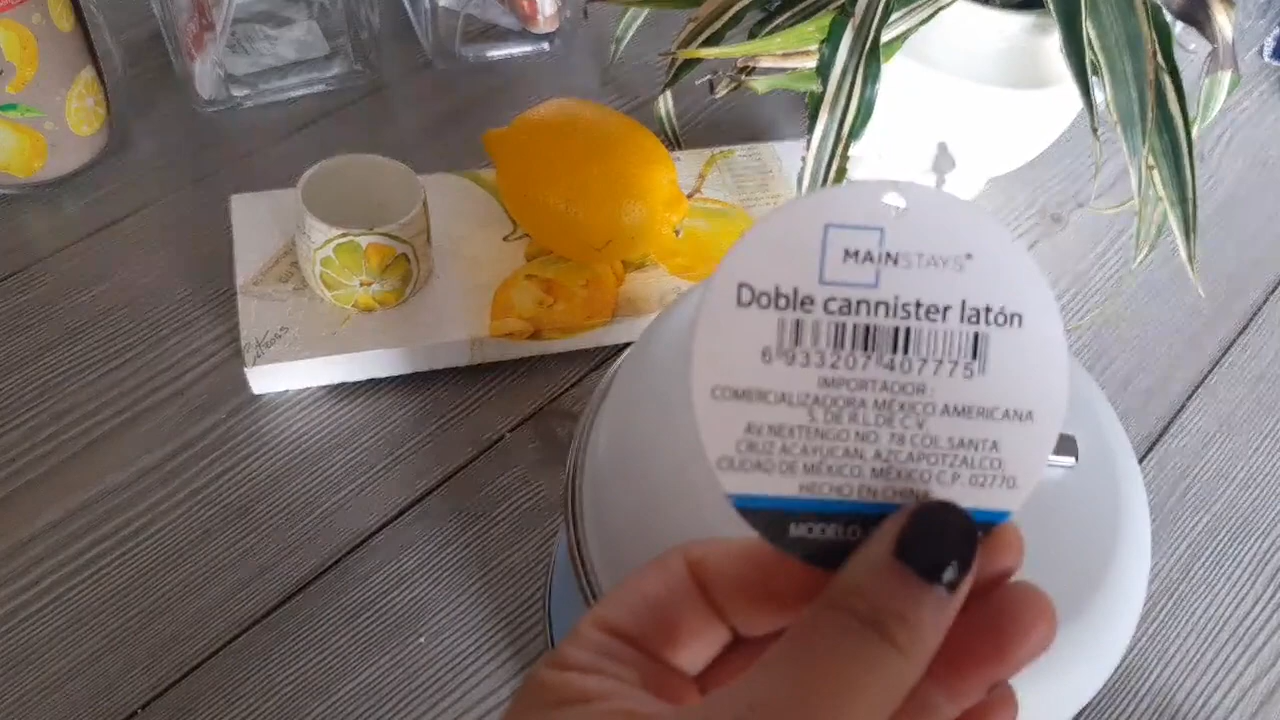 MAINSTAYS®
Doble cannister latón
6 933207 407775
IMPORTADOR:
COMERCIALIZADORA MÉXICO AMERICANA
S. DE R.L. DE C.V.
AV. NEXTENGO NO. 78 COL. SANTA
CRUZ ACAYUCAN, AZCAPOTZALCO,
CIUDAD DE MÉXICO, MÉXICO C.P. 02770.
HECHO EN CHINA
MODELO